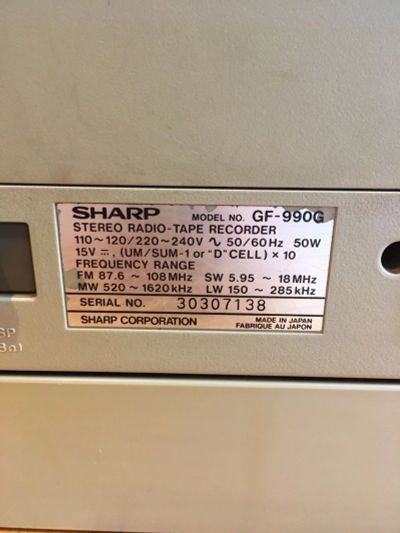 SHARP MODEL NO. GF-990G
STEREO RADIO-TAPE RECORDER
110~120/220~240V ∿ 50/60Hz 50W
15V ⎓, (UM/SUM-1 or "D" CELL) × 10
FREQUENCY RANGE
FM 87.6 ~ 108MHz SW 5.95 ~ 18MHz
MW 520 ~ 1620kHz LW 150 ~ 285kHz
SERIAL NO. 30307138
SHARP CORPORATION MADE IN JAPAN
FABRIQUE AU JAPON